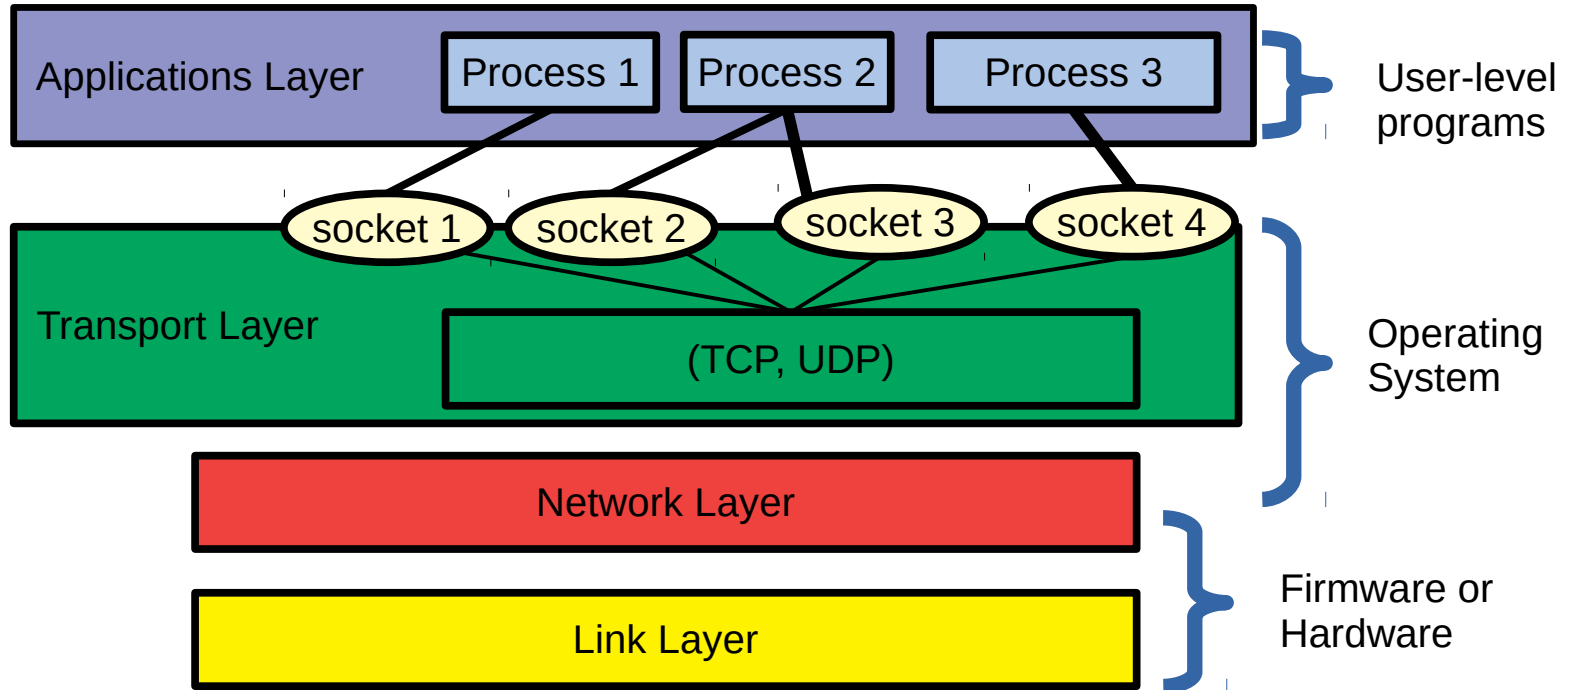 Applications Layer
Process 1
Process 2
Process 3
User-level
programs
socket 1
socket 2
socket 3
socket 4
Transport Layer
(TCP, UDP)
Operating
System
Network Layer
Link Layer
Firmware or
Hardware